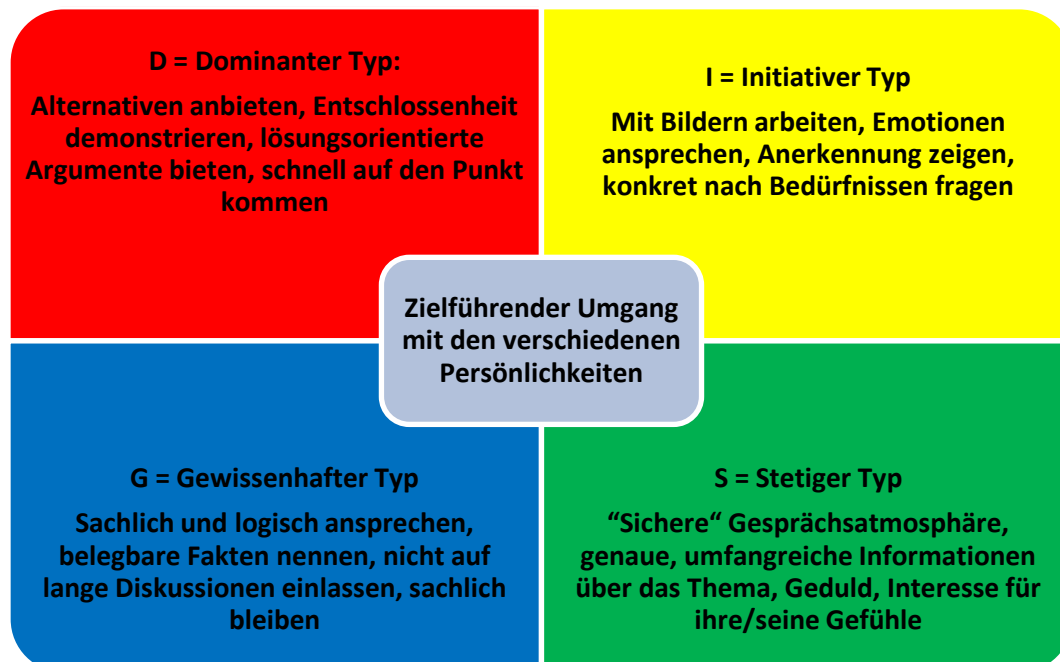 D = Dominanter Typ:
Alternativen anbieten, Entschlossenheit
demonstrieren, lösungsorientierte
Argumente bieten, schnell auf den Punkt
kommen
I = Initiativer Typ
Mit Bildern arbeiten, Emotionen
ansprechen, Anerkennung zeigen,
konkret nach Bedürfnissen fragen
Zielführender Umgang
mit den verschiedenen
Persönlichkeiten
G = Gewissenhafter Typ
Sachlich und logisch ansprechen,
belegbare Fakten nennen, nicht auf
lange Diskussionen einlassen, sachlich
bleiben
S = Stetiger Typ
“Sichere“ Gesprächsatmosphäre,
genaue, umfangreiche Informationen
über das Thema, Geduld, Interesse für
ihre/seine Gefühle